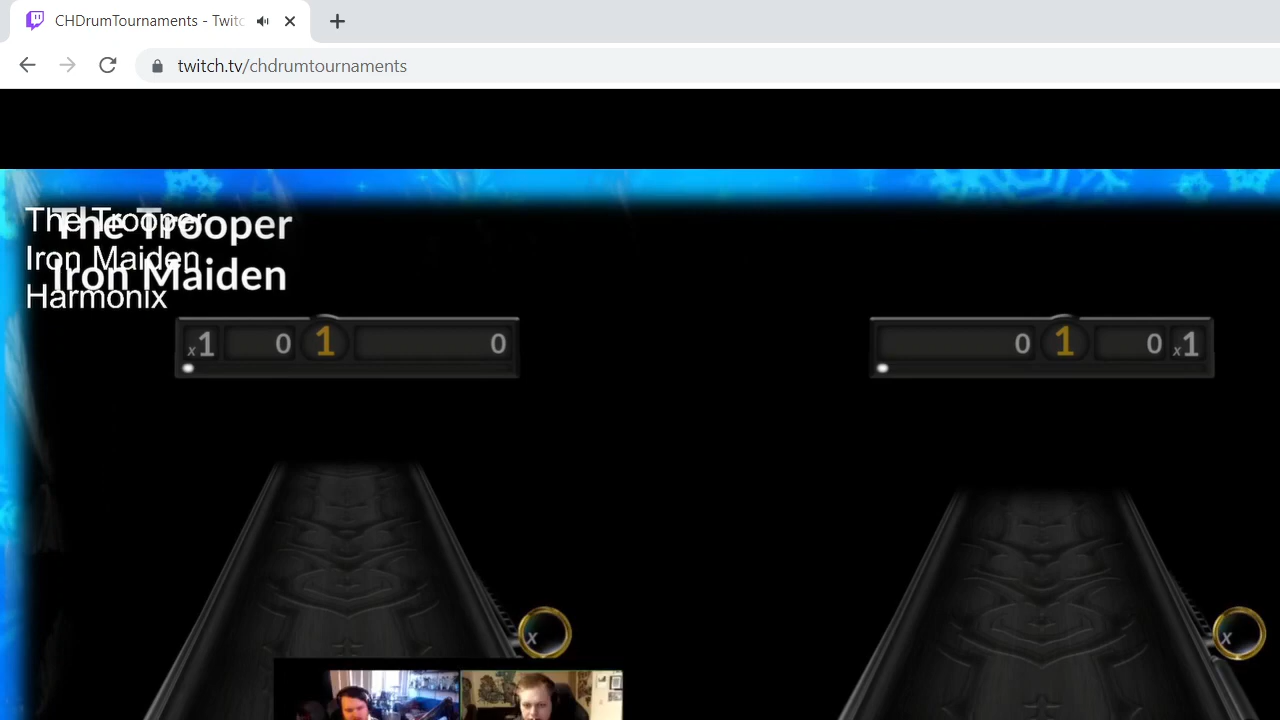 CHDrumTournaments - Twitc
twitch.tv/chdrumtournaments
The Trooper
Iron Maiden
Harmonix
The Trooper
Iron Maiden
x1 0 1 0
0 1 0 x1
x
x